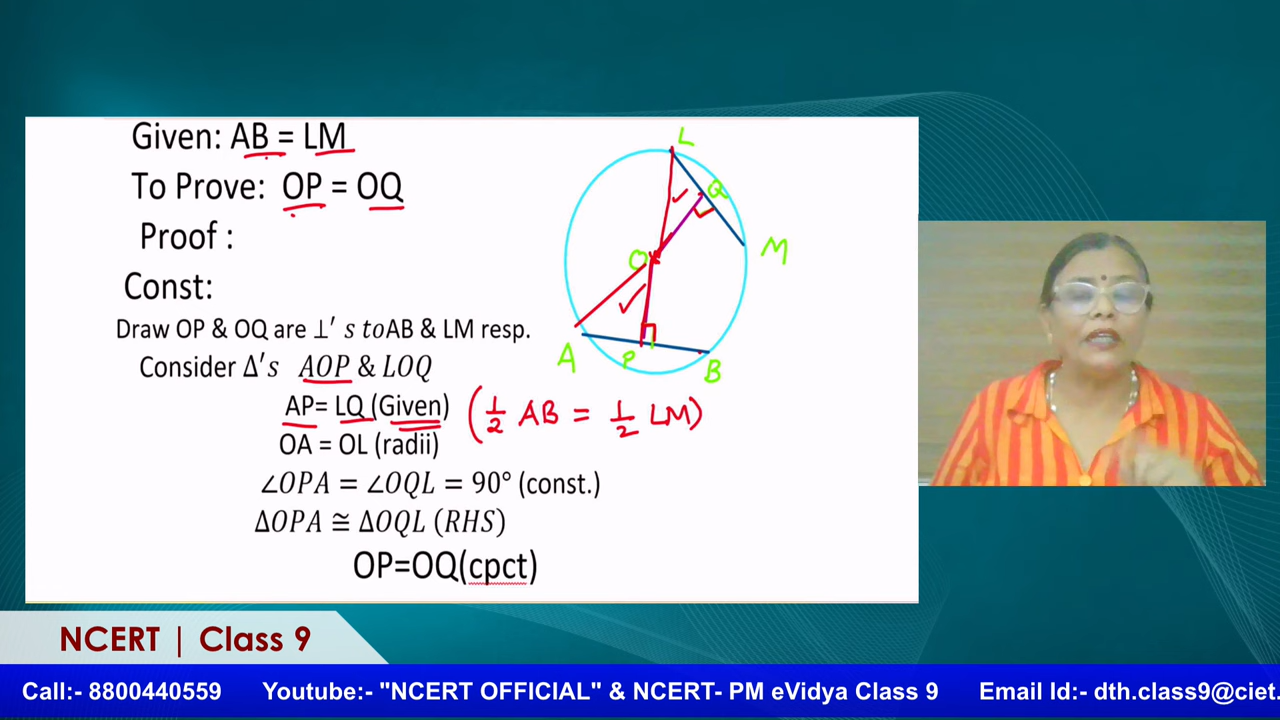 Given: AB = LM
To Prove: OP = OQ
Proof :
Const:
Draw OP & OQ are ⊥′ s toAB & LM resp.
Consider Δ′s AOP & LOQ
AP= LQ (Given) (1/2 AB = 1/2 LM)
OA = OL (radii)
∠OPA = ∠OQL = 90° (const.)
ΔOPA ≅ ΔOQL (RHS)
OP=OQ(cpct)
L
Q
M
O
A
P
B
NCERT | Class 9
Call:- 8800440559 Youtube:- "NCERT OFFICIAL" & NCERT- PM eVidya Class 9 Email Id:- dth.class9@ciet.